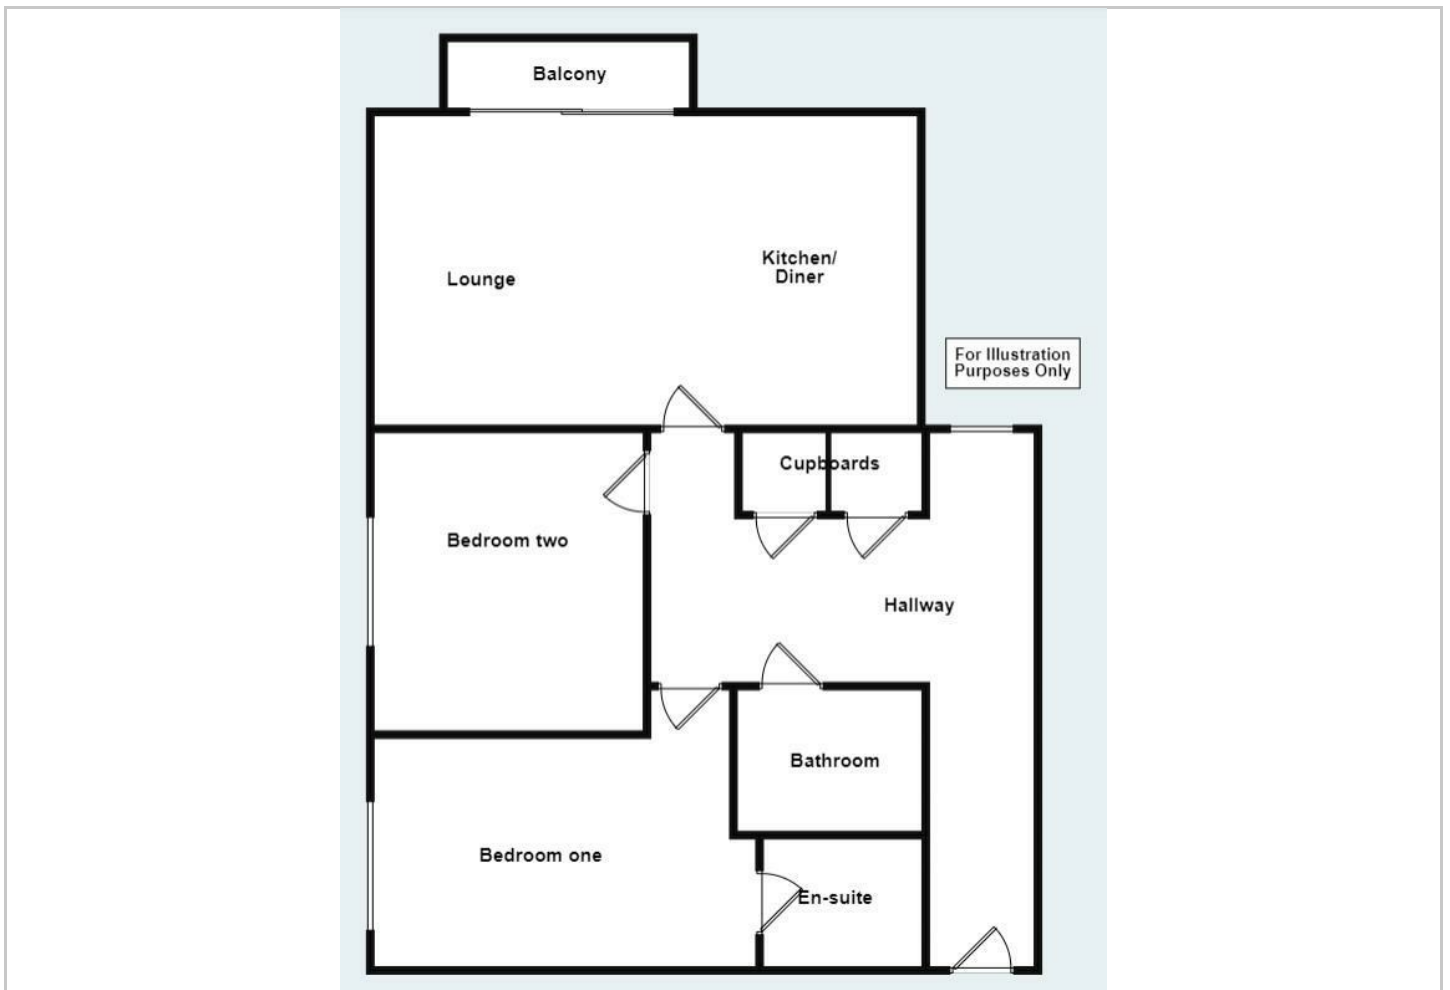 Balcony
Lounge
Kitchen/
Diner
For Illustration
Purposes Only
Cupboards
Bedroom two
Hallway
Bathroom
Bedroom one
En-suite